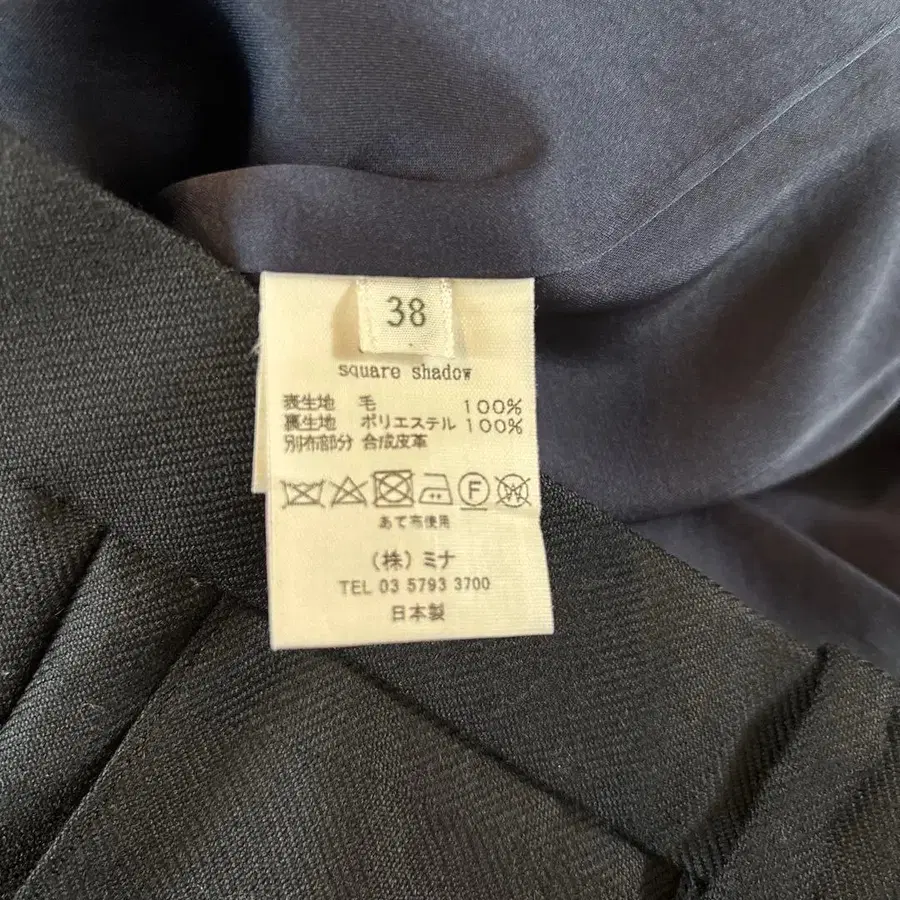 38
square shadow
表生地 毛 100%
裏生地 ポリエステル 100%
別布部分 合成皮革
F W
あて布使用
(株) ミナ
TEL 03 5793 3700
日本製